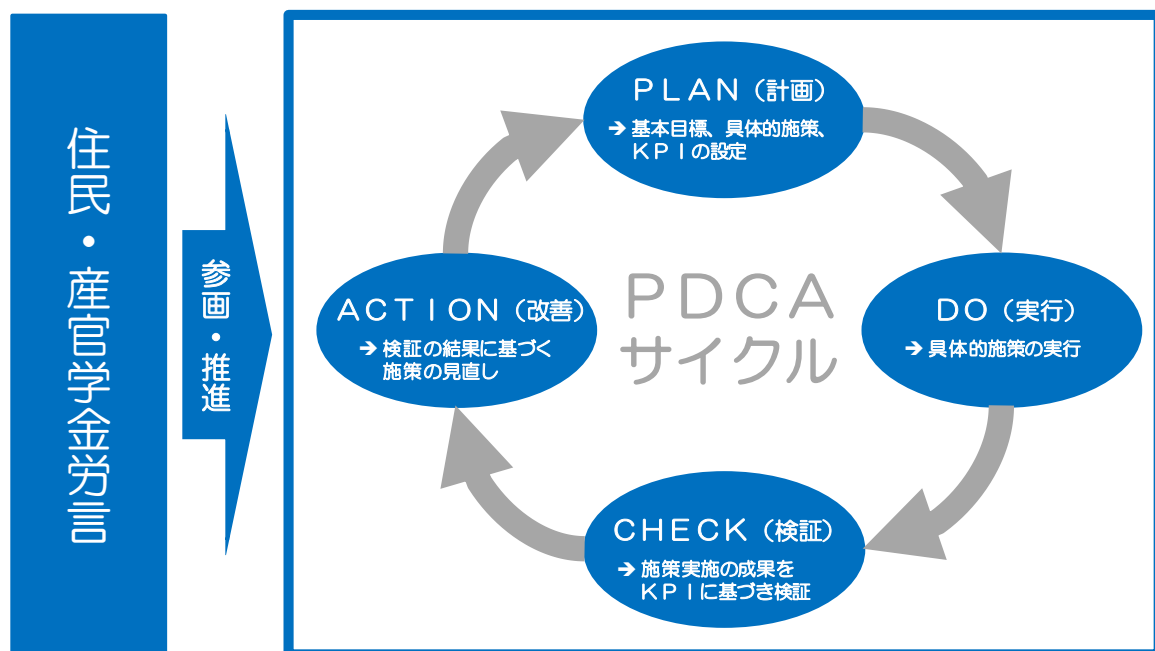 住民・産官学金労言
参画・推進
PLAN(計画)
➔ 基本目標、具体的施策、
KPIの設定
DO(実行)
➔ 具体的施策の実行
CHECK(検証)
➔ 施策実施の成果を
KPIに基づき検証
ACTION(改善)
➔ 検証の結果に基づく
施策の見直し
PDCA
サイクル